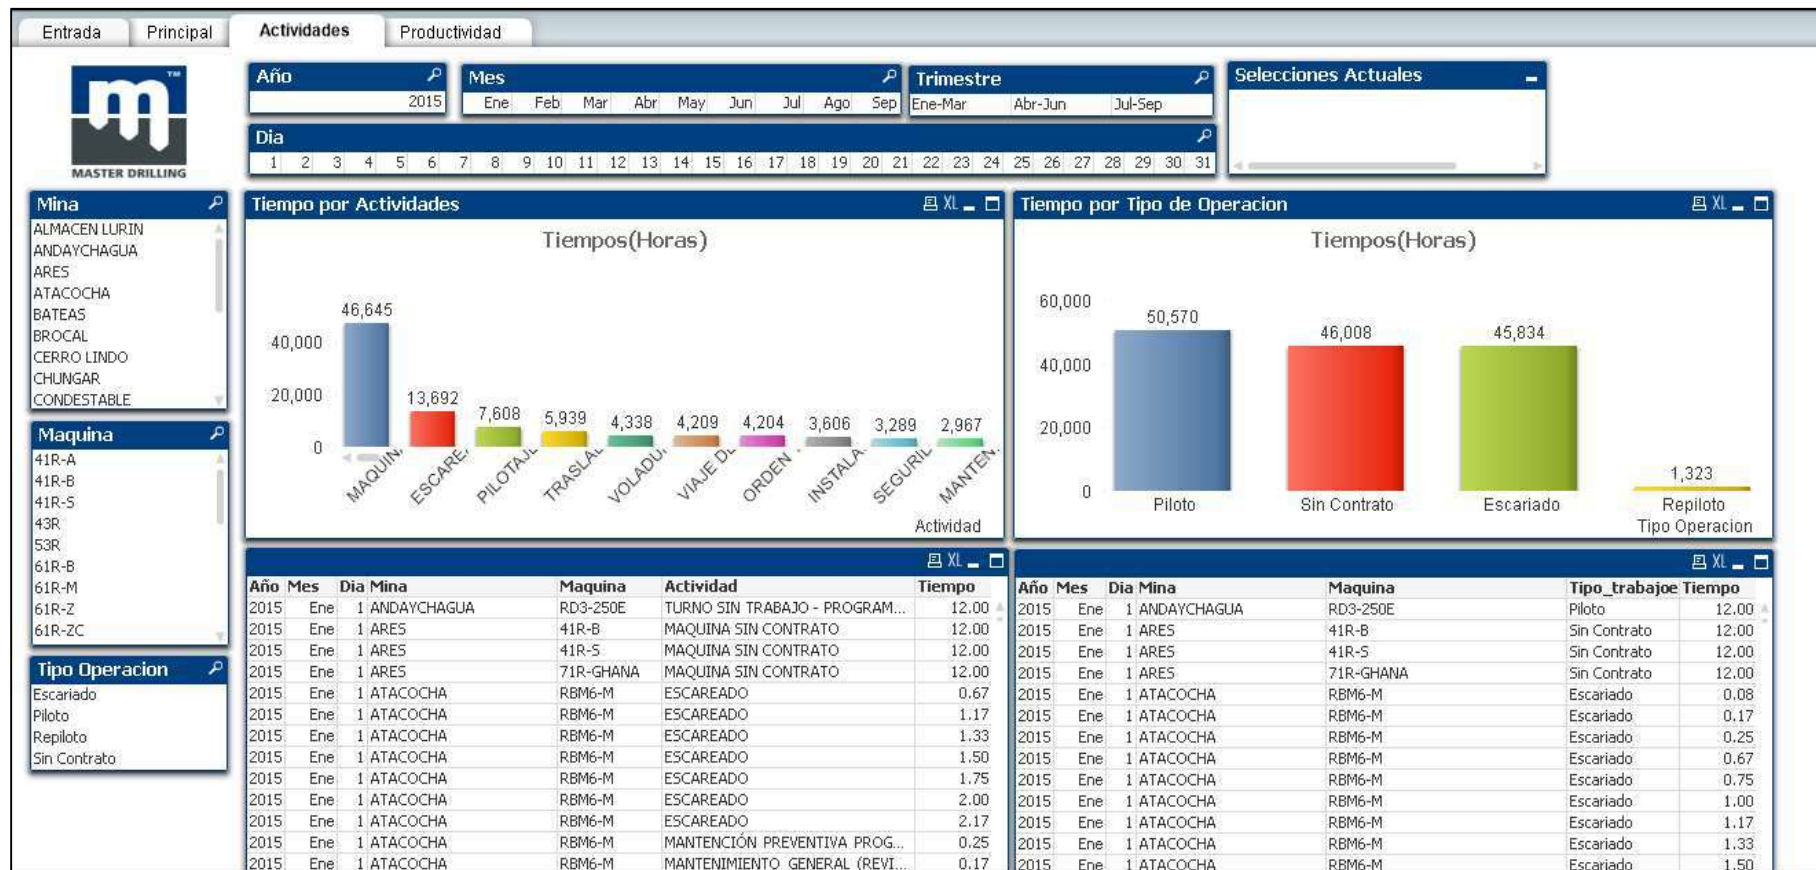 Entrada Principal Actividades Productividad
MASTER DRILLING
Año
2015
Mes
Ene Feb Mar Abr May Jun Jul Ago Sep
Trimestre
Ene-Mar Abr-Jun Jul-Sep
Selecciones Actuales
Dia
1 2 3 4 5 6 7 8 9 10 11 12 13 14 15 16 17 18 19 20 21 22 23 24 25 26 27 28 29 30 31
Mina
ALMACEN LURIN
ANDAYCHAGUA
ARES
ATACOCHA
BATEAS
BROCAL
CERRO LINDO
CHUNGAR
CONDESTABLE
Maquina
41R-A
41R-B
41R-S
43R
53R
61R-B
61R-M
61R-Z
61R-ZC
Tipo Operacion
Escariado
Piloto
Repiloto
Sin Contrato
Tiempo por Actividades XL
Tiempos(Horas)
40,000
20,000
0
46,645
13,692
7,608
5,939
4,338
4,209
4,204
3,606
3,289
2,967
MAQUIN.
ESCARE.
PILOTAJ.
TRASLA.
VOLADU.
VIAJE D.
ORDEN
INSTALA.
SEGURI.
MANTEN.
Actividad
Tiempo por Tipo de Operacion XL
Tiempos(Horas)
60,000
40,000
20,000
0
50,570
46,008
45,834
1,323
Piloto Sin Contrato Escariado Repiloto
Tipo Operacion
XL
Año Mes Dia Mina Maquina Actividad Tiempo
2015 Ene 1 ANDAYCHAGUA RD3-250E TURNO SIN TRABAJO - PROGRAM... 12.00
2015 Ene 1 ARES 41R-B MAQUINA SIN CONTRATO 12.00
2015 Ene 1 ARES 41R-S MAQUINA SIN CONTRATO 12.00
2015 Ene 1 ARES 71R-GHANA MAQUINA SIN CONTRATO 12.00
2015 Ene 1 ATACOCHA RBM6-M ESCAREADO 0.67
2015 Ene 1 ATACOCHA RBM6-M ESCAREADO 1.17
2015 Ene 1 ATACOCHA RBM6-M ESCAREADO 1.33
2015 Ene 1 ATACOCHA RBM6-M ESCAREADO 1.50
2015 Ene 1 ATACOCHA RBM6-M ESCAREADO 1.75
2015 Ene 1 ATACOCHA RBM6-M ESCAREADO 2.00
2015 Ene 1 ATACOCHA RBM6-M ESCAREADO 2.17
2015 Ene 1 ATACOCHA RBM6-M MANTENCIÓN PREVENTIVA PROG... 0.25
2015 Ene 1 ATACOCHA RBM6-M MANTENIMIENTO GENERAL (REVI... 0.17
XL
Año Mes Dia Mina Maquina Tipo_trabajoe Tiempo
2015 Ene 1 ANDAYCHAGUA RD3-250E Piloto 12.00
2015 Ene 1 ARES 41R-B Sin Contrato 12.00
2015 Ene 1 ARES 41R-S Sin Contrato 12.00
2015 Ene 1 ARES 71R-GHANA Sin Contrato 12.00
2015 Ene 1 ATACOCHA RBM6-M Escariado 0.08
2015 Ene 1 ATACOCHA RBM6-M Escariado 0.17
2015 Ene 1 ATACOCHA RBM6-M Escariado 0.25
2015 Ene 1 ATACOCHA RBM6-M Escariado 0.67
2015 Ene 1 ATACOCHA RBM6-M Escariado 0.75
2015 Ene 1 ATACOCHA RBM6-M Escariado 1.00
2015 Ene 1 ATACOCHA RBM6-M Escariado 1.17
2015 Ene 1 ATACOCHA RBM6-M Escariado 1.33
2015 Ene 1 ATACOCHA RBM6-M Escariado 1.50